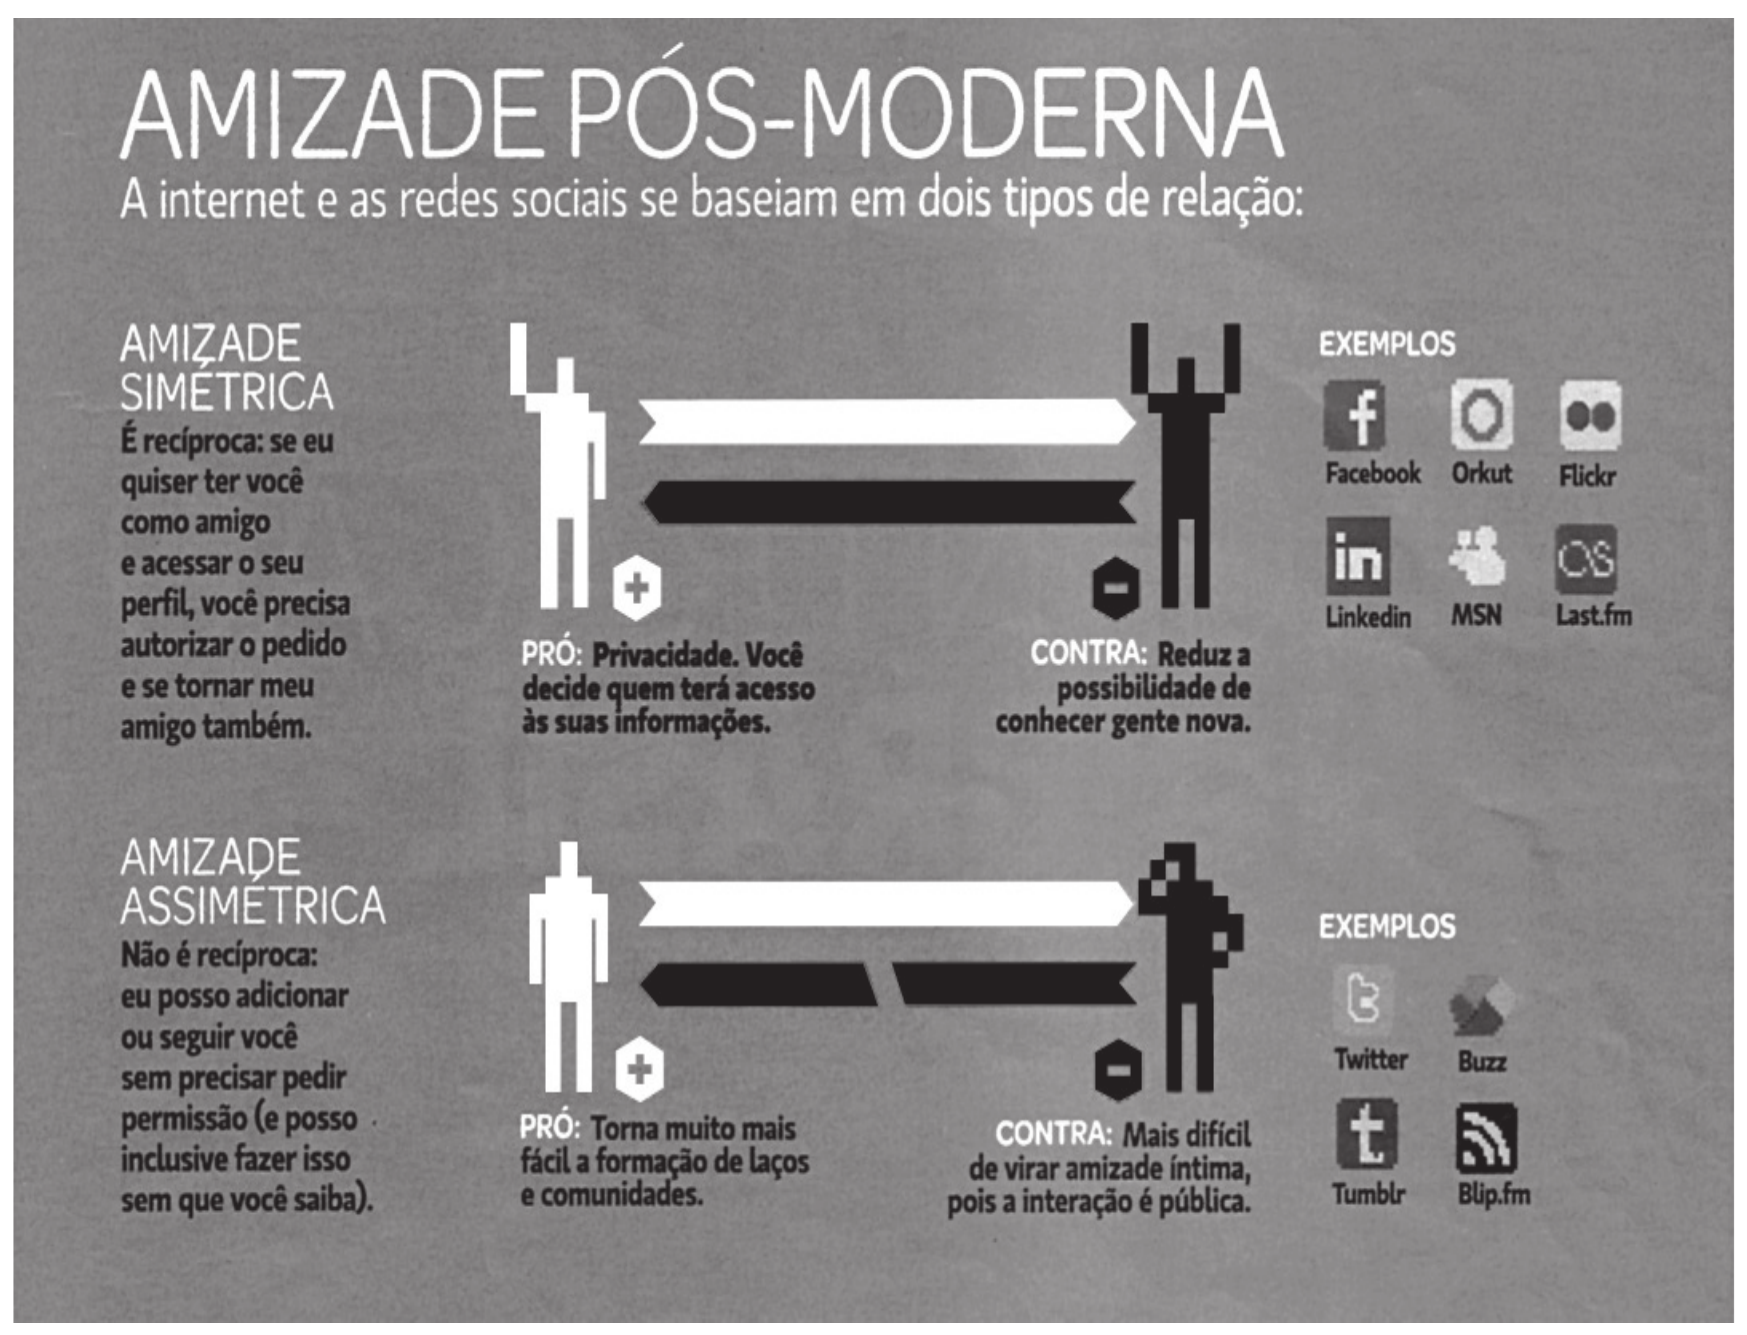 AMIZADE PÓS-MODERNA
A internet e as redes sociais se baseiam em dois tipos de relação:
AMIZADE
SIMÉTRICA
É recíproca: se eu
quiser ter você
como amigo
e acessar o seu
perfil, você precisa
autorizar o pedido
e se tornar meu
amigo também.
PRÓ: Privacidade. Você
decide quem terá acesso
às suas informações.
CONTRA: Reduz a
possibilidade de
conhecer gente nova.
EXEMPLOS
Facebook Orkut Flickr
Linkedin MSN Last.fm
AMIZADE
ASSIMÉTRICA
Não é recíproca:
eu posso adicionar
ou seguir você
sem precisar pedir
permissão (e posso
inclusive fazer isso
sem que você saiba).
PRÓ: Torna muito mais
fácil a formação de laços
e comunidades.
CONTRA: Mais difícil
de virar amizade íntima,
pois a interação é pública.
EXEMPLOS
Twitter Buzz
Tumblr Blip.fm